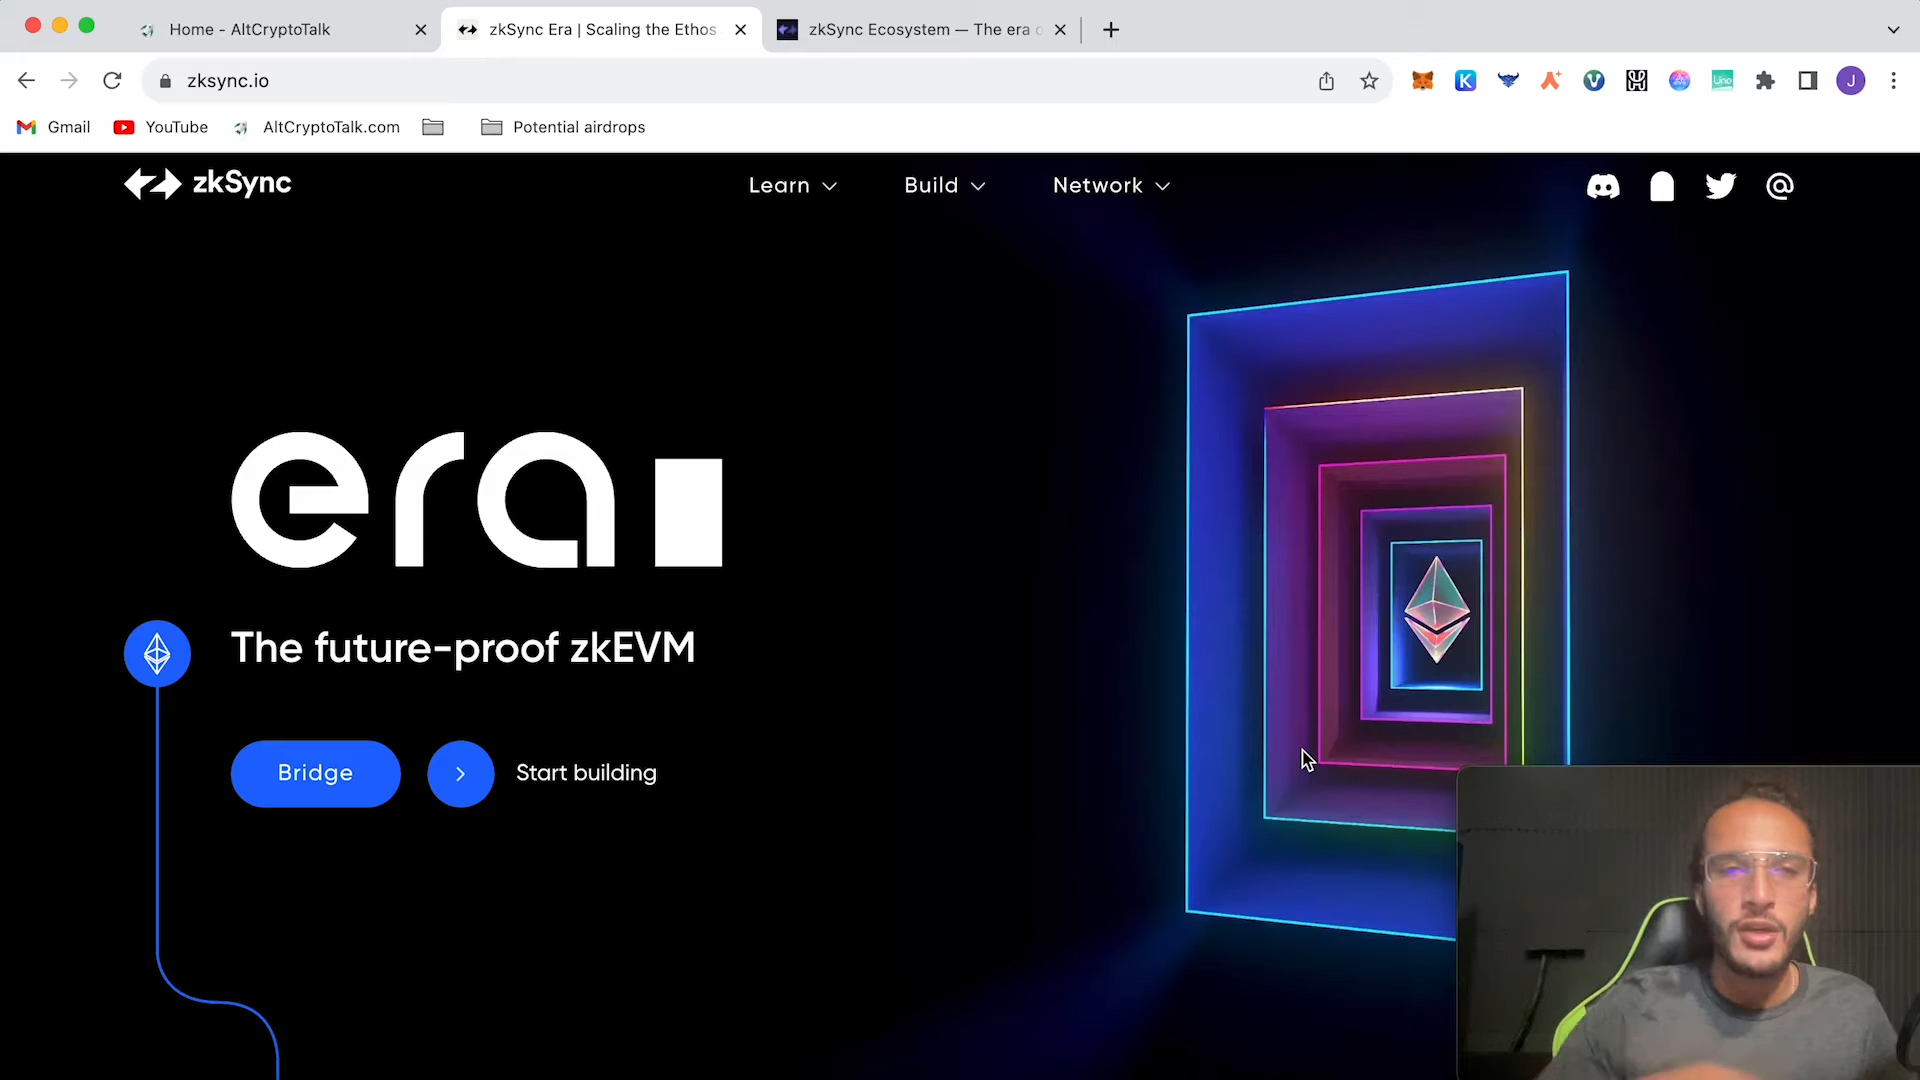 Home - AltCryptoTalk
zkSync Era | Scaling the Ethos
zkSync Ecosystem — The era o
zksync.io
J
Gmail
YouTube
AltCryptoTalk.com
Potential airdrops
zkSync
Learn
Build
Network
era
The future-proof zkEVM
Bridge
Start building